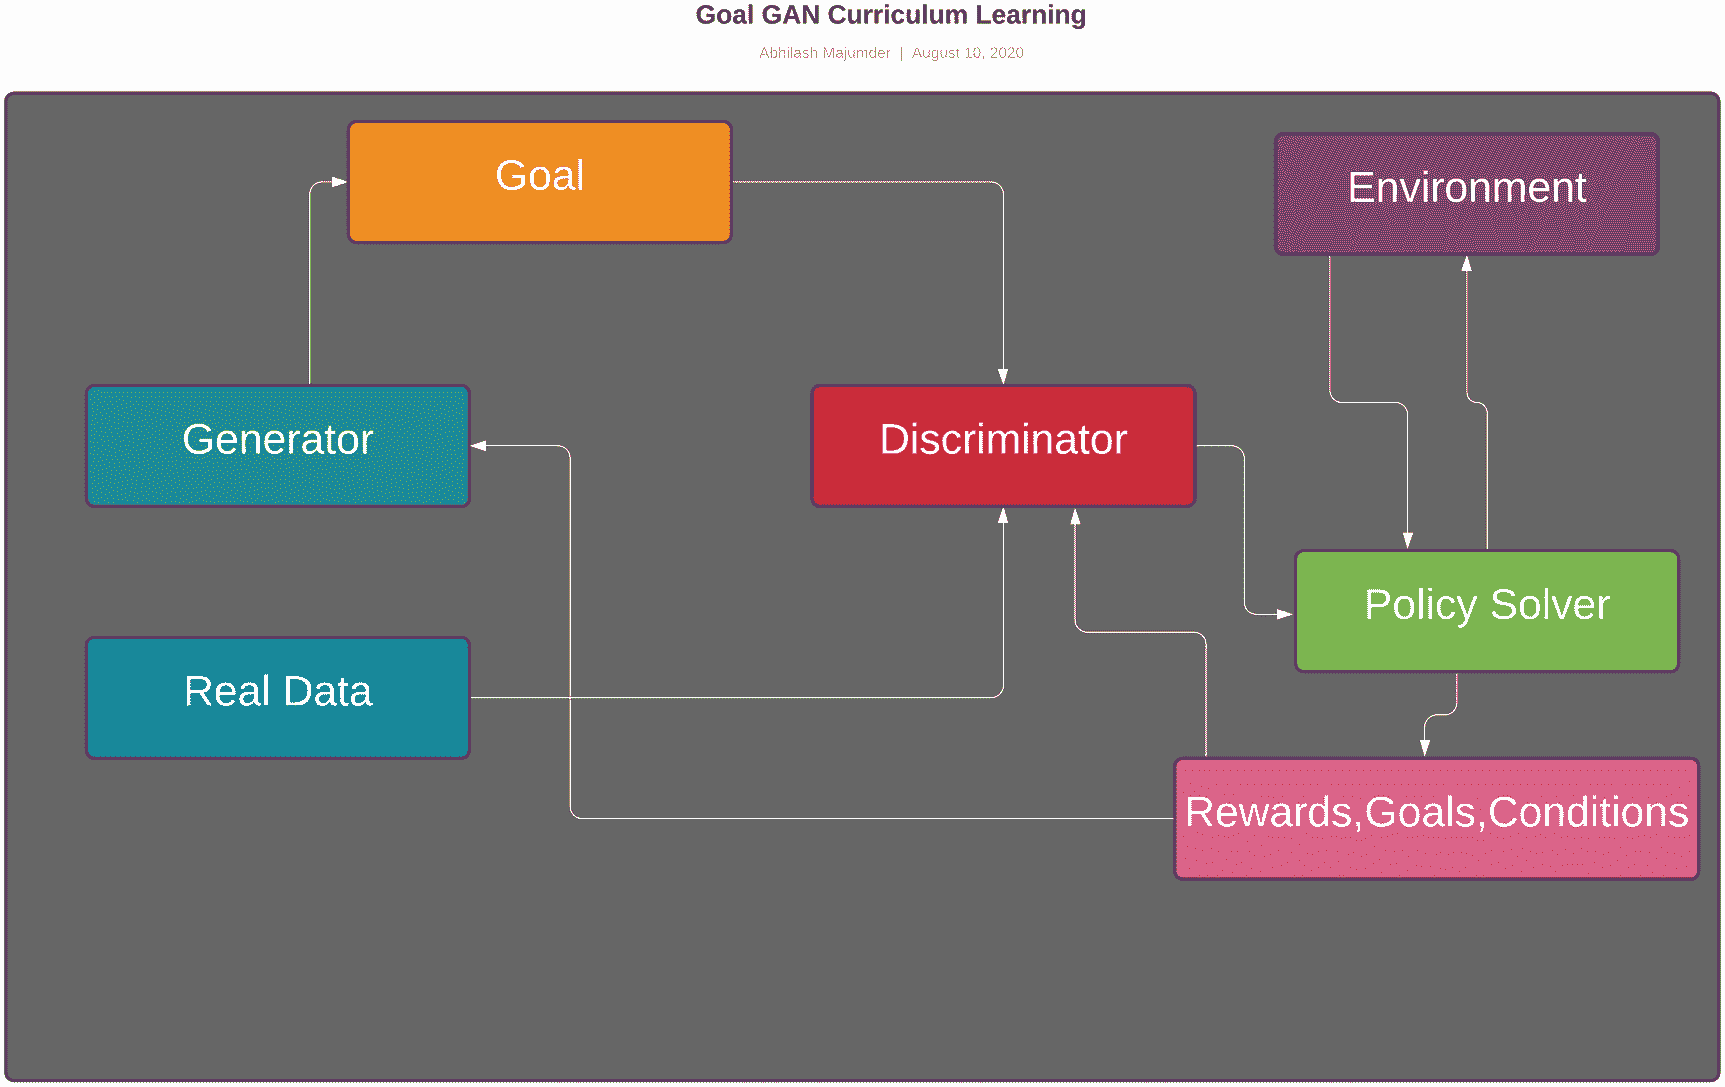 Goal GAN Curriculum Learning
Abhilash Majumder | August 10, 2020
Goal
Environment
Generator
Discriminator
Policy Solver
Real Data
Rewards,Goals,Conditions